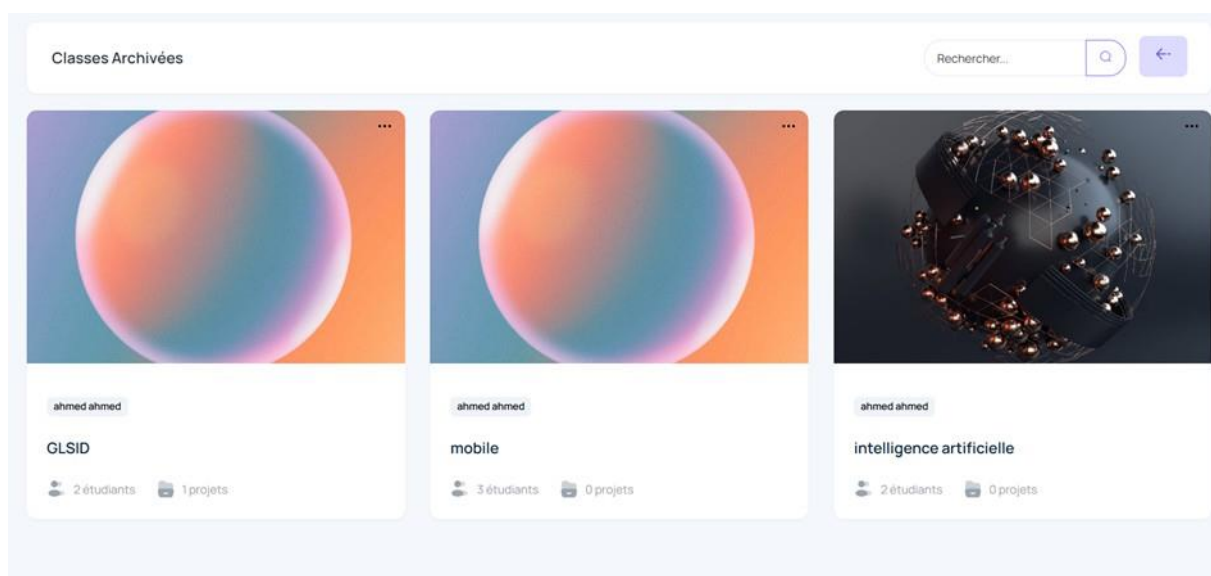 Classes Archivées
Rechercher...
ahmed ahmed
GLSID
2 étudiants 1 projets
ahmed ahmed
mobile
3 étudiants 0 projets
ahmed ahmed
intelligence artificielle
2 étudiants 0 projets